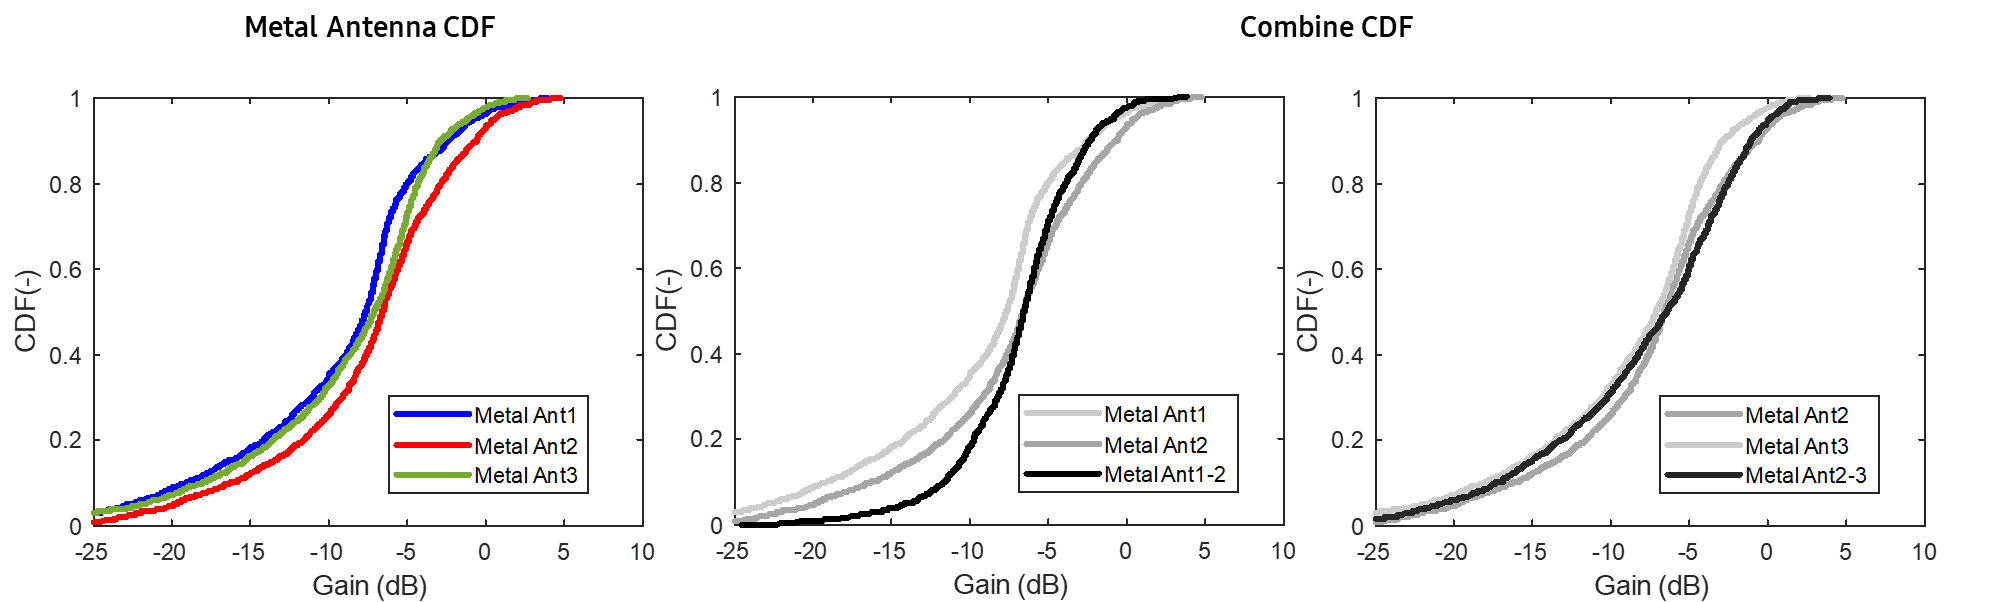 Metal Antenna CDF
Combine CDF
1
0.8
0.6
0.4
0.2
0
CDF(-)
-25 -20 -15 -10 -5 0 5 10
Gain (dB)
Metal Ant1
Metal Ant2
Metal Ant3
1
0.8
0.6
0.4
0.2
0
CDF(-)
-25 -20 -15 -10 -5 0 5 10
Gain (dB)
Metal Ant1
Metal Ant2
Metal Ant1-2
1
0.8
0.6
0.4
0.2
0
CDF(-)
-25 -20 -15 -10 -5 0 5 10
Gain (dB)
Metal Ant2
Metal Ant3
Metal Ant2-3